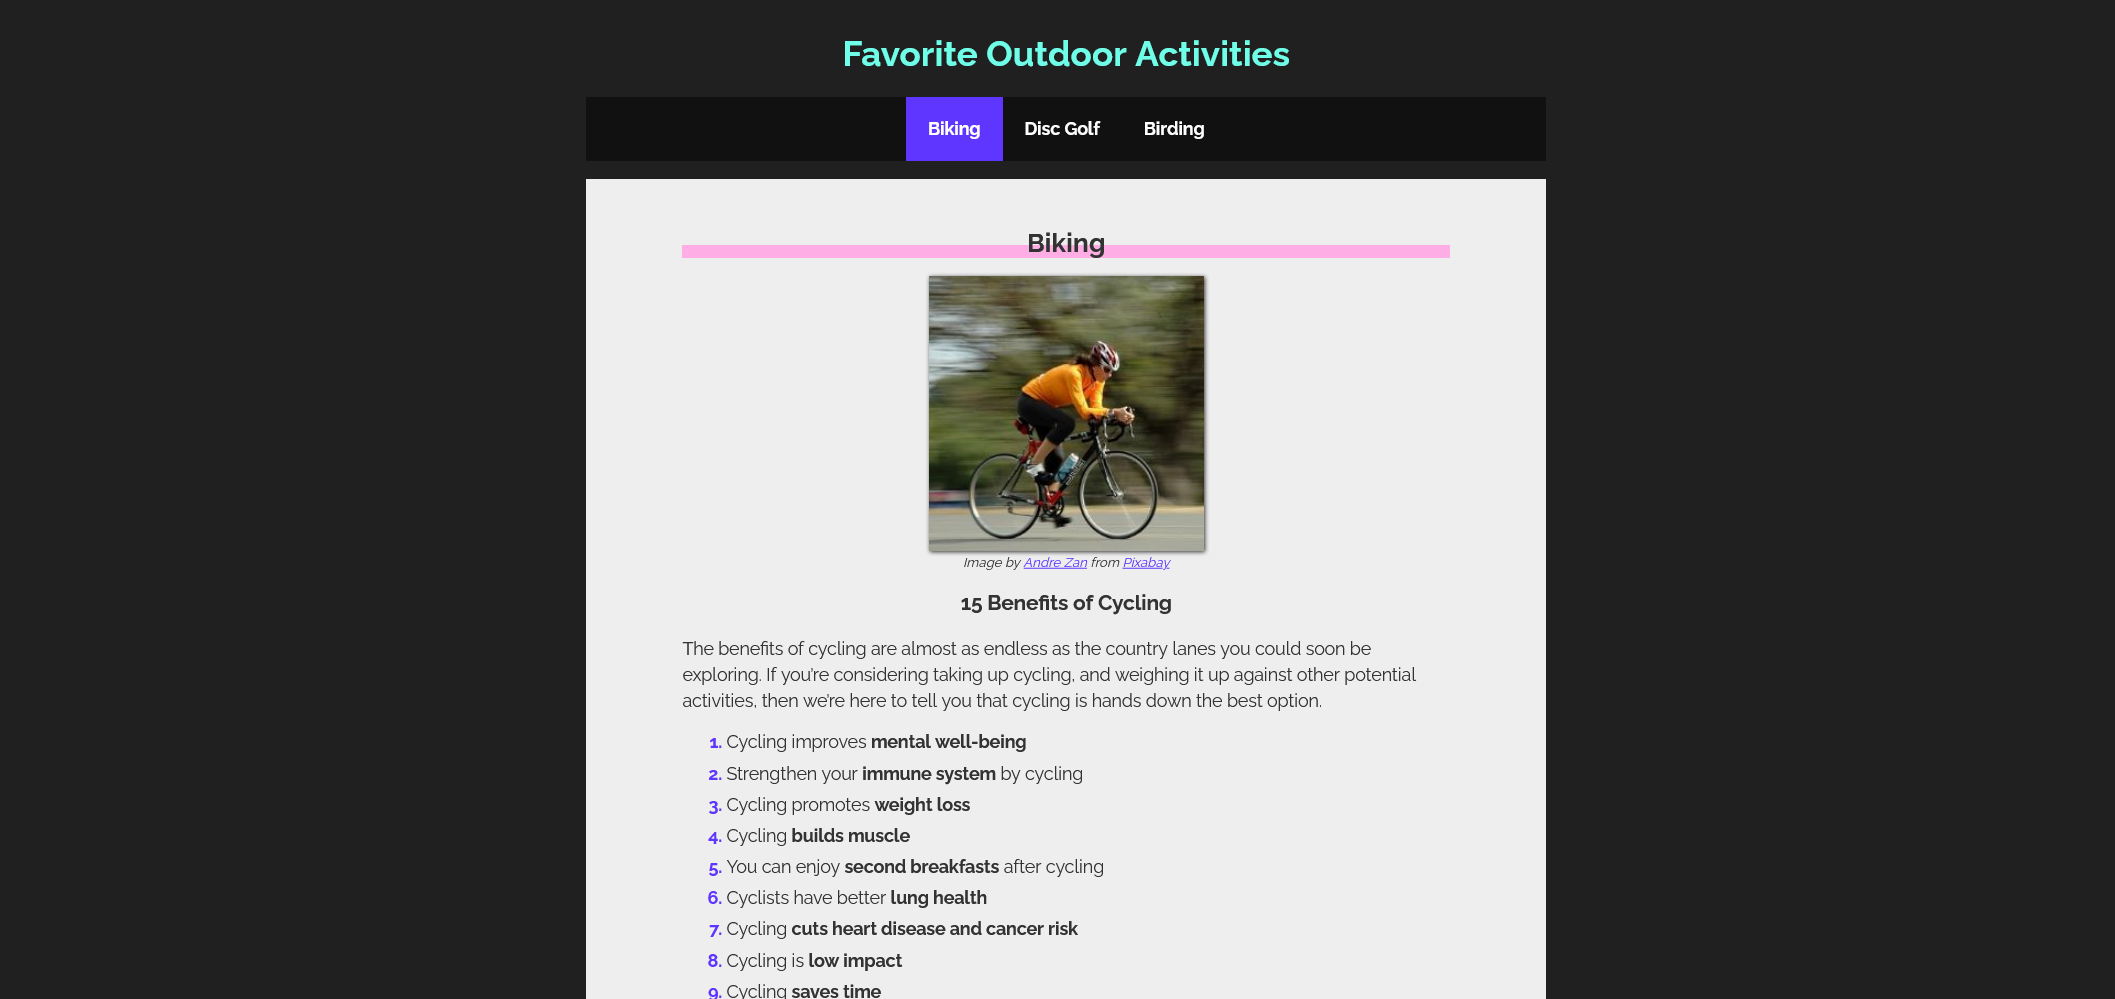 Favorite Outdoor Activities
Biking Disc Golf Birding
Biking
Image by Andre Zan from Pixabay
15 Benefits of Cycling
The benefits of cycling are almost as endless as the country lanes you could soon be
exploring. If you're considering taking up cycling, and weighing it up against other potential
activities, then we're here to tell you that cycling is hands down the best option.
1. Cycling improves mental well-being
2. Strengthen your immune system by cycling
3. Cycling promotes weight loss
4. Cycling builds muscle
5. You can enjoy second breakfasts after cycling
6. Cyclists have better lung health
7. Cycling cuts heart disease and cancer risk
8. Cycling is low impact
9. Cycling saves time